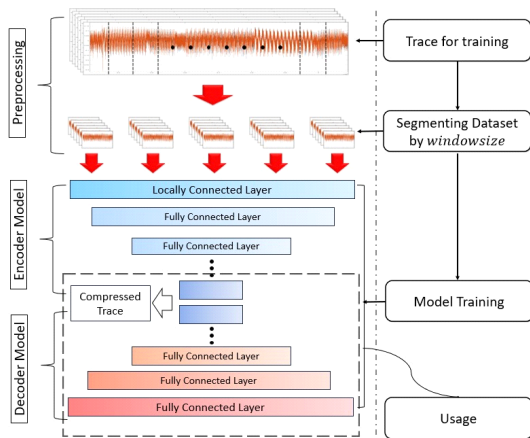 Preprocessing
Trace for training
Segmenting Dataset
by windowsize
Encoder Model
Locally Connected Layer
Fully Connected Layer
Fully Connected Layer
Compressed
Trace
Model Training
Decoder Model
Fully Connected Layer
Fully Connected Layer
Fully Connected Layer
Usage